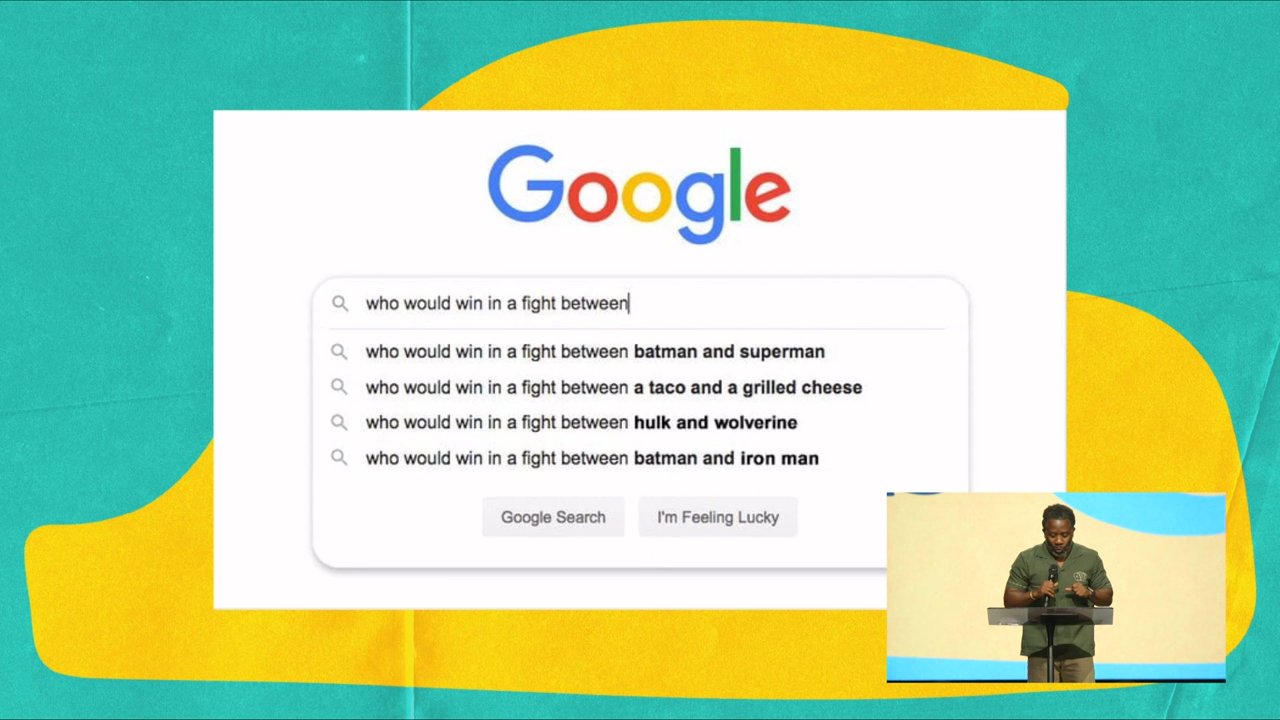 Google
who would win in a fight between
who would win in a fight between batman and superman
who would win in a fight between a taco and a grilled cheese
who would win in a fight between hulk and wolverine
who would win in a fight between batman and iron man
Google Search
I'm Feeling Lucky